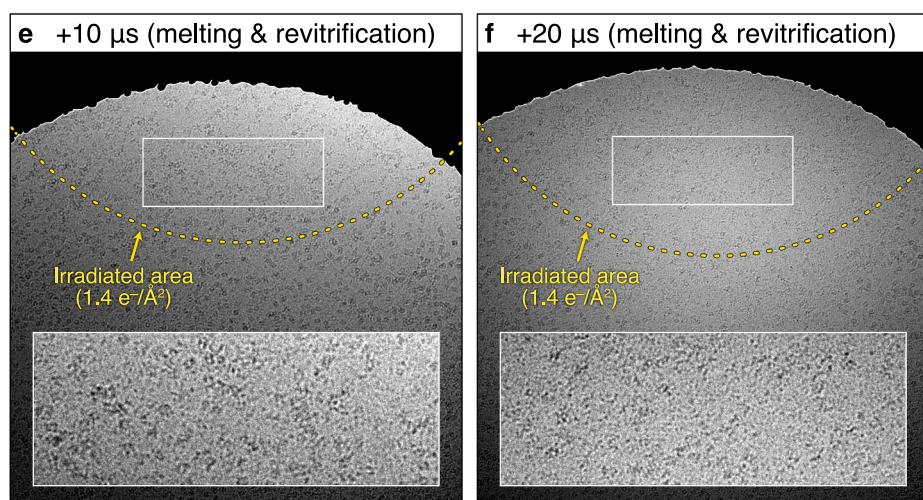 e +10 µs (melting & revitrification)
Irradiated area
(1.4 e⁻/Å²)
f +20 µs (melting & revitrification)
Irradiated area
(1.4 e⁻/Å²)